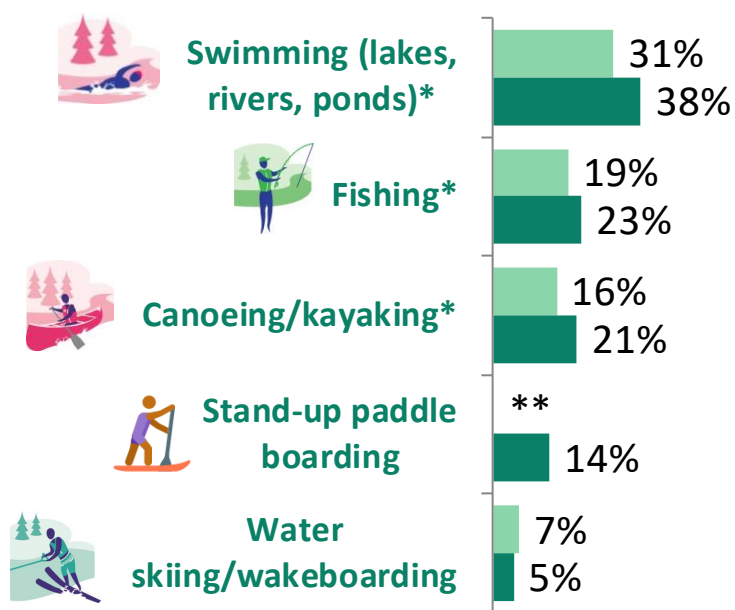 Swimming (lakes,
rivers, ponds)*
31%
38%
Fishing*
19%
23%
Canoeing/kayaking*
16%
21%
Stand-up paddle
boarding
**
14%
Water
skiing/wakeboarding
7%
5%